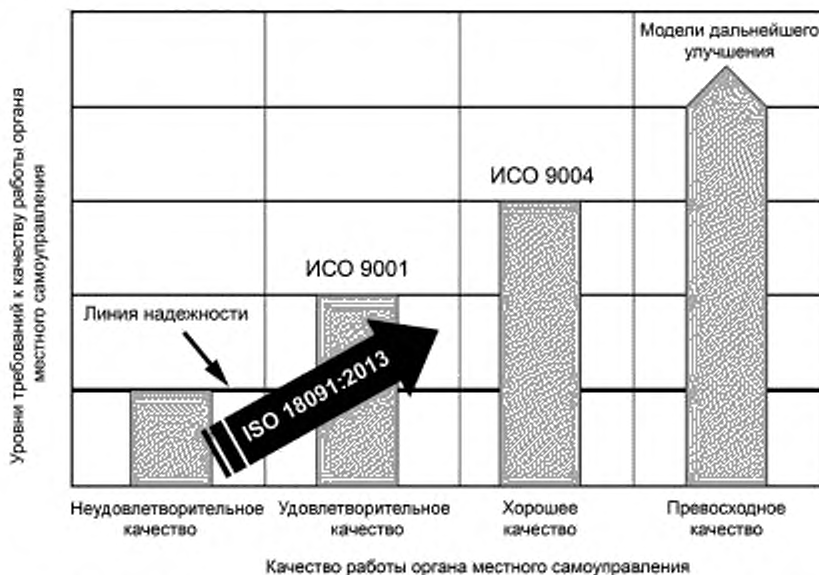 Модели дальнейшего
улучшения
ИСО 9004
ИСО 9001
Линия надежности
ISO 18091:2013
Уровни требований к качеству работы органа
местного самоуправления
Неудовлетворительное
качество
Удовлетворительное
качество
Хорошее
качество
Превосходное
качество
Качество работы органа местного самоуправления